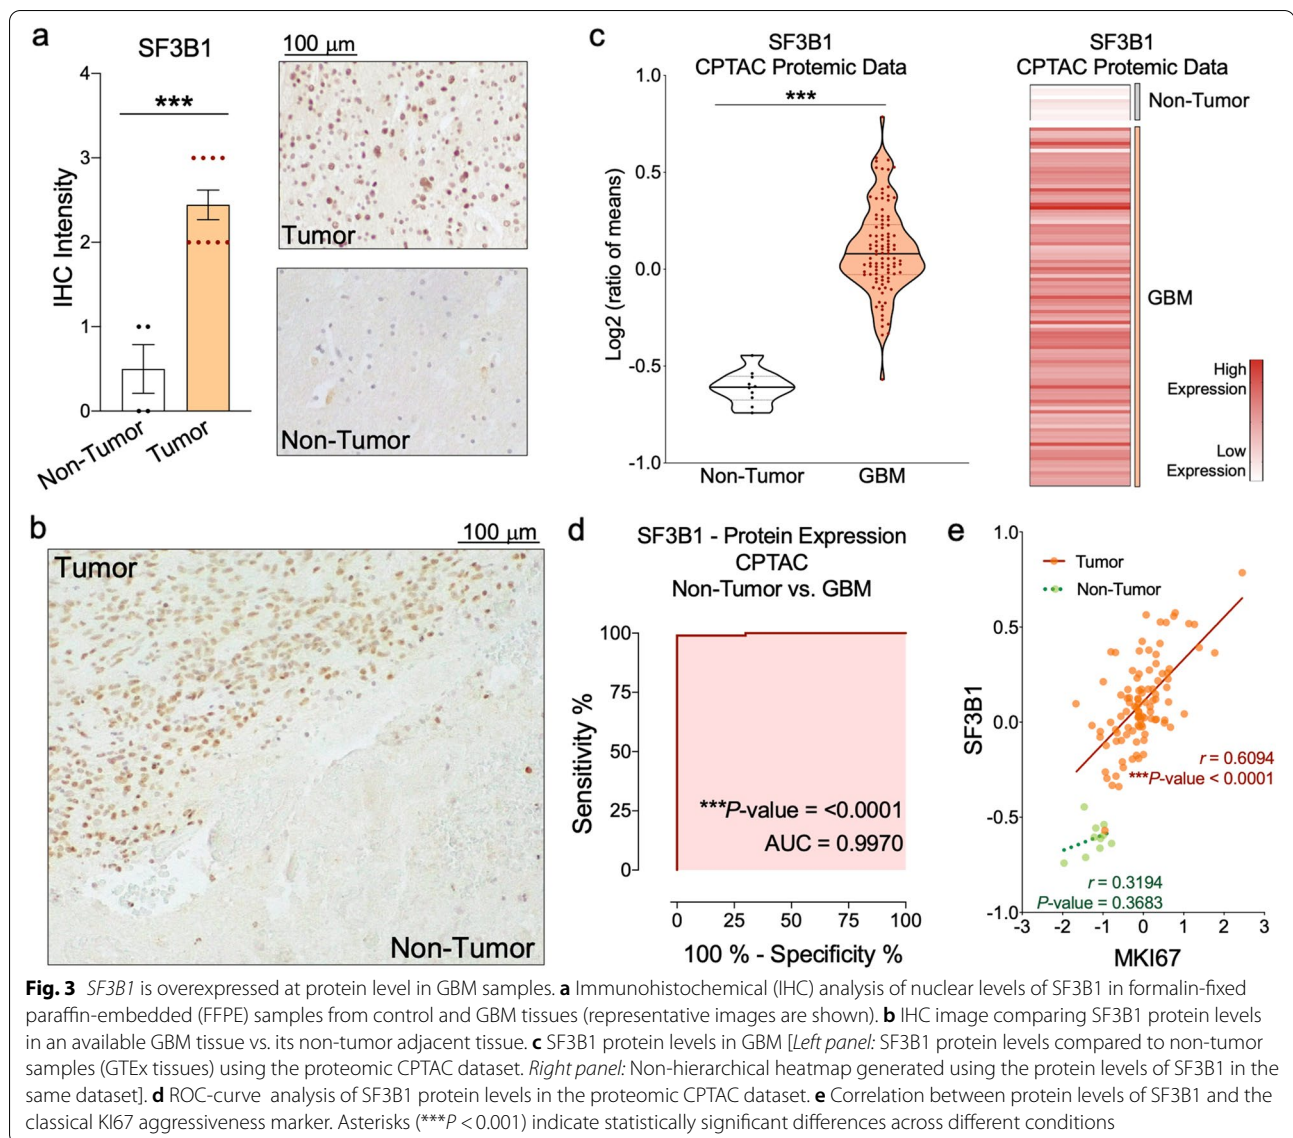 a
SF3B1
100 µm
4
***
3
2
1
0
IHC Intensity
Non-Tumor
Tumor
Tumor
Non-Tumor
b
100 µm
Tumor
Non-Tumor
c
SF3B1
CPTAC Protemic Data
1.0
***
0.5
0.0
-0.5
-1.0
Log2 (ratio of means)
Non-Tumor
GBM
SF3B1
CPTAC Protemic Data
Non-Tumor
GBM
High
Expression
Low
Expression
d
SF3B1 - Protein Expression
CPTAC
Non-Tumor vs. GBM
100
75
50
25
0
Sensitivity %
***P-value = <0.0001
AUC = 0.9970
0 25 50 75 100
100 % - Specificity %
e
1.0
Tumor
Non-Tumor
0.5
0.0
-0.5
-1.0
SF3B1
r = 0.6094
***P-value < 0.0001
r = 0.3194
P-value = 0.3683
-3 -2 -1 0 1 2 3
MKI67
Fig. 3 SF3B1 is overexpressed at protein level in GBM samples. a Immunohistochemical (IHC) analysis of nuclear levels of SF3B1 in formalin-fixed
paraffin-embedded (FFPE) samples from control and GBM tissues (representative images are shown). b IHC image comparing SF3B1 protein levels
in an available GBM tissue vs. its non-tumor adjacent tissue. c SF3B1 protein levels in GBM [Left panel: SF3B1 protein levels compared to non-tumor
samples (GTEx tissues) using the proteomic CPTAC dataset. Right panel: Non-hierarchical heatmap generated using the protein levels of SF3B1 in the
same dataset]. d ROC-curve analysis of SF3B1 protein levels in the proteomic CPTAC dataset. e Correlation between protein levels of SF3B1 and the
classical KI67 aggressiveness marker. Asterisks (***P < 0.001) indicate statistically significant differences across different conditions